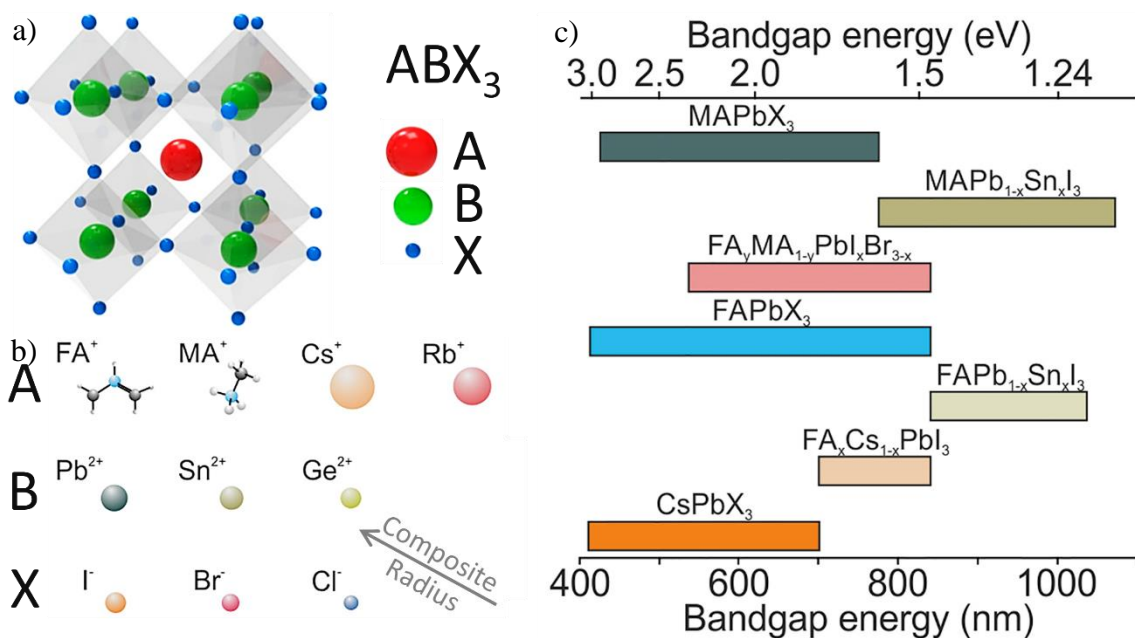 a)
ABX₃
A
B
X
b)
A
FA⁺ MA⁺ Cs⁺ Rb⁺
B
Pb²⁺ Sn²⁺ Ge²⁺
X
I⁻ Br⁻ Cl⁻
Composite
Radius
c)
Bandgap energy (eV)
3.0 2.5 2.0 1.5 1.24
MAPbX₃
MAPb₁₋ₓSnₓI₃
FAᵧMA₁₋ᵧPbIₓBr₃₋ₓ
FAPbX₃
FAPb₁₋ₓSnₓI₃
FAₓCs₁₋ₓPbI₃
CsPbX₃
400 600 800 1000
Bandgap energy (nm)